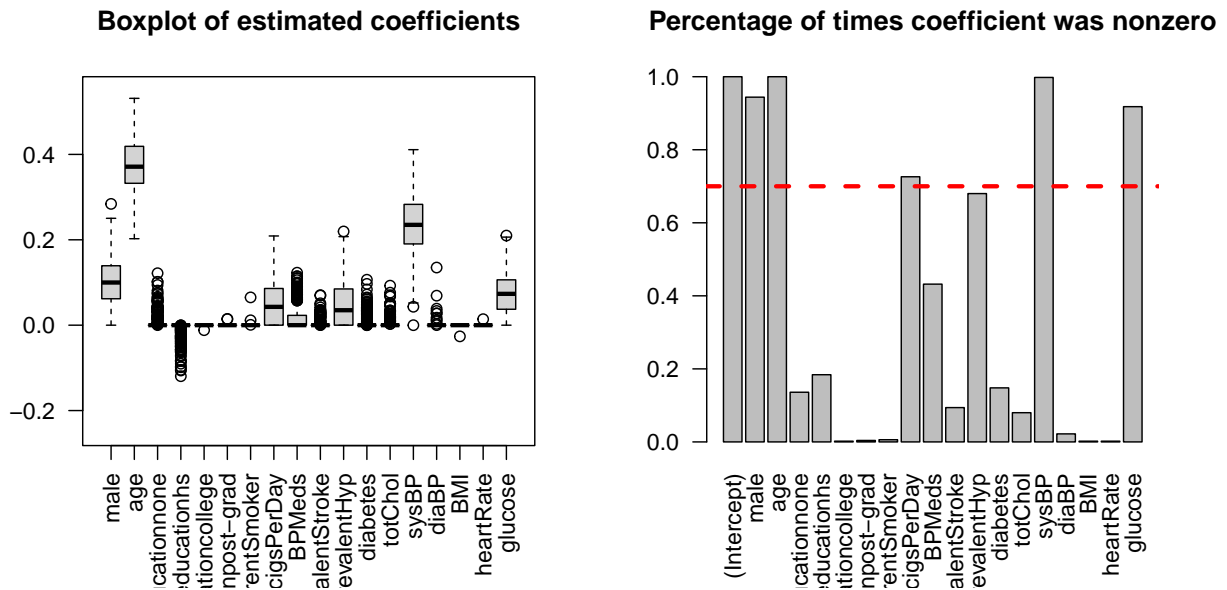 Boxplot of estimated coefficients
0.4
0.2
0.0
−0.2
male
age
ucationnone
educationhs
ationcollege
npost−grad
rentSmoker
cigsPerDay
BPMeds
alentStroke
evalentHyp
diabetes
totChol
sysBP
diaBP
BMI
heartRate
glucose
Percentage of times coefficient was nonzero
1.0
0.8
0.6
0.4
0.2
0.0
(Intercept)
male
age
ucationnone
educationhs
ationcollege
npost−grad
rentSmoker
cigsPerDay
BPMeds
alentStroke
evalentHyp
diabetes
totChol
sysBP
diaBP
BMI
heartRate
glucose